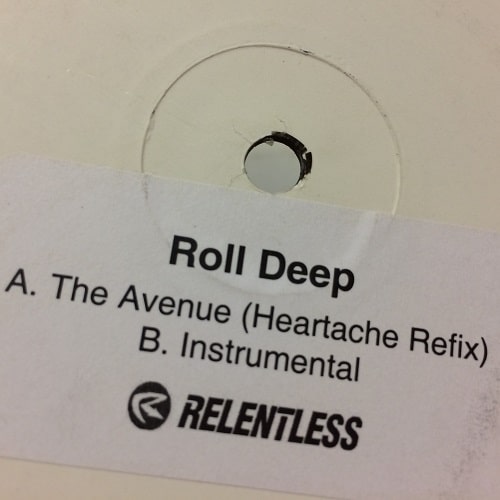 Roll Deep
A. The Avenue (Heartache Refix)
B. Instrumental
RELENTLESS